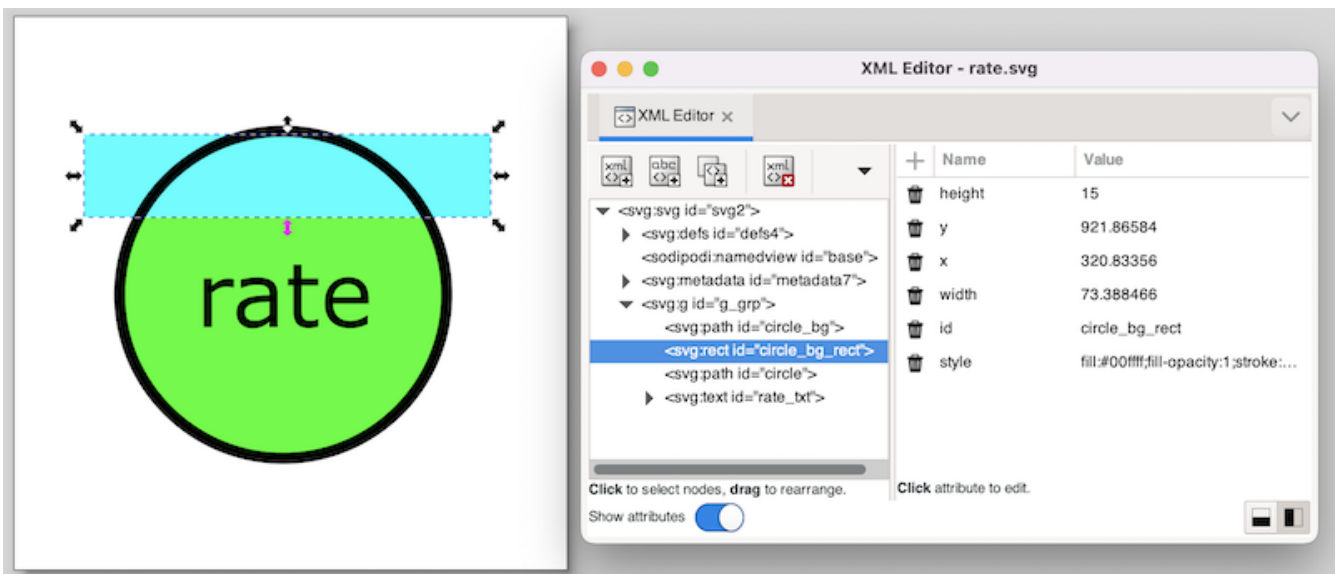 rate
XML Editor - rate.svg
XML Editor
xml
abc
xml
<svg:svg id="svg2">
<svg:defs id="defs4">
<sodipodi:namedview id="base">
<svg:metadata id="metadata7">
<svg:g id="g_grp">
<svg:path id="circle_bg">
<svg:rect id="circle_bg_rect">
<svg:path id="circle">
<svg:text id="rate_txt">
Click to select nodes, drag to rearrange.
Show attributes
Name Value
height 15
y 921.86584
x 320.83356
width 73.388466
id circle_bg_rect
style fill:#00ffff;fill-opacity:1;stroke:...
Click attribute to edit.